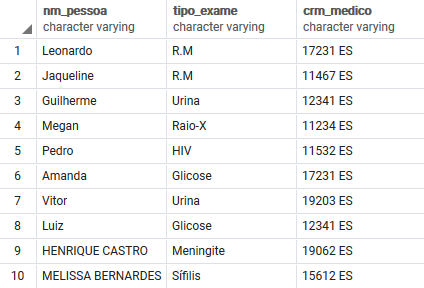 nm_pessoa tipo_exame crm_medico
character varying character varying character varying
1 Leonardo R.M 17231 ES
2 Jaqueline R.M 11467 ES
3 Guilherme Urina 12341 ES
4 Megan Raio-X 11234 ES
5 Pedro HIV 11532 ES
6 Amanda Glicose 17231 ES
7 Vitor Urina 19203 ES
8 Luiz Glicose 12341 ES
9 HENRIQUE CASTRO Meningite 19062 ES
10 MELISSA BERNARDES Sífilis 15612 ES